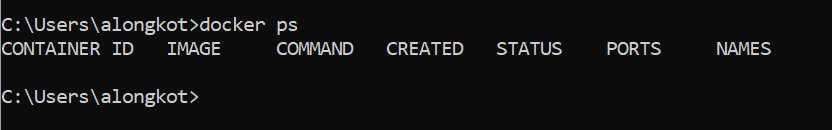 C:\Users\alongkot>docker ps
CONTAINER ID   IMAGE     COMMAND   CREATED   STATUS    PORTS     NAMES
C:\Users\alongkot>